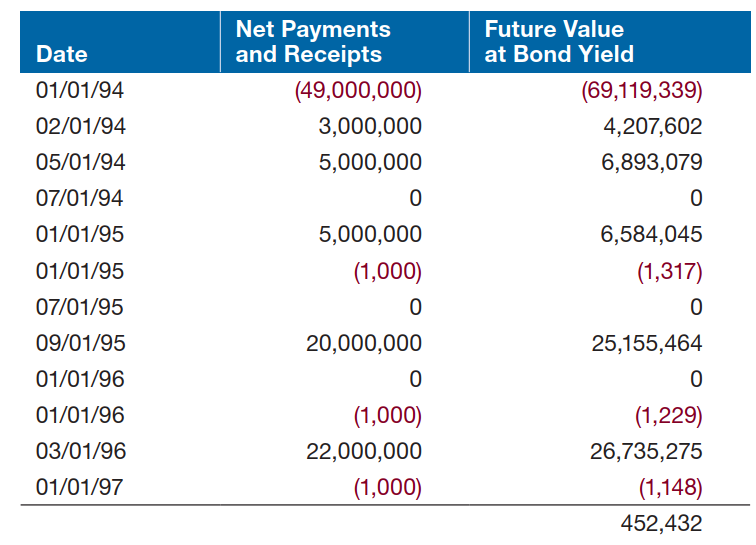 Date Net Payments and Receipts Future Value at Bond Yield
01/01/94 (49,000,000) (69,119,339)
02/01/94 3,000,000 4,207,602
05/01/94 5,000,000 6,893,079
07/01/94 0 0
01/01/95 5,000,000 6,584,045
01/01/95 (1,000) (1,317)
07/01/95 0 0
09/01/95 20,000,000 25,155,464
01/01/96 0 0
01/01/96 (1,000) (1,229)
03/01/96 22,000,000 26,735,275
01/01/97 (1,000) (1,148)
452,432